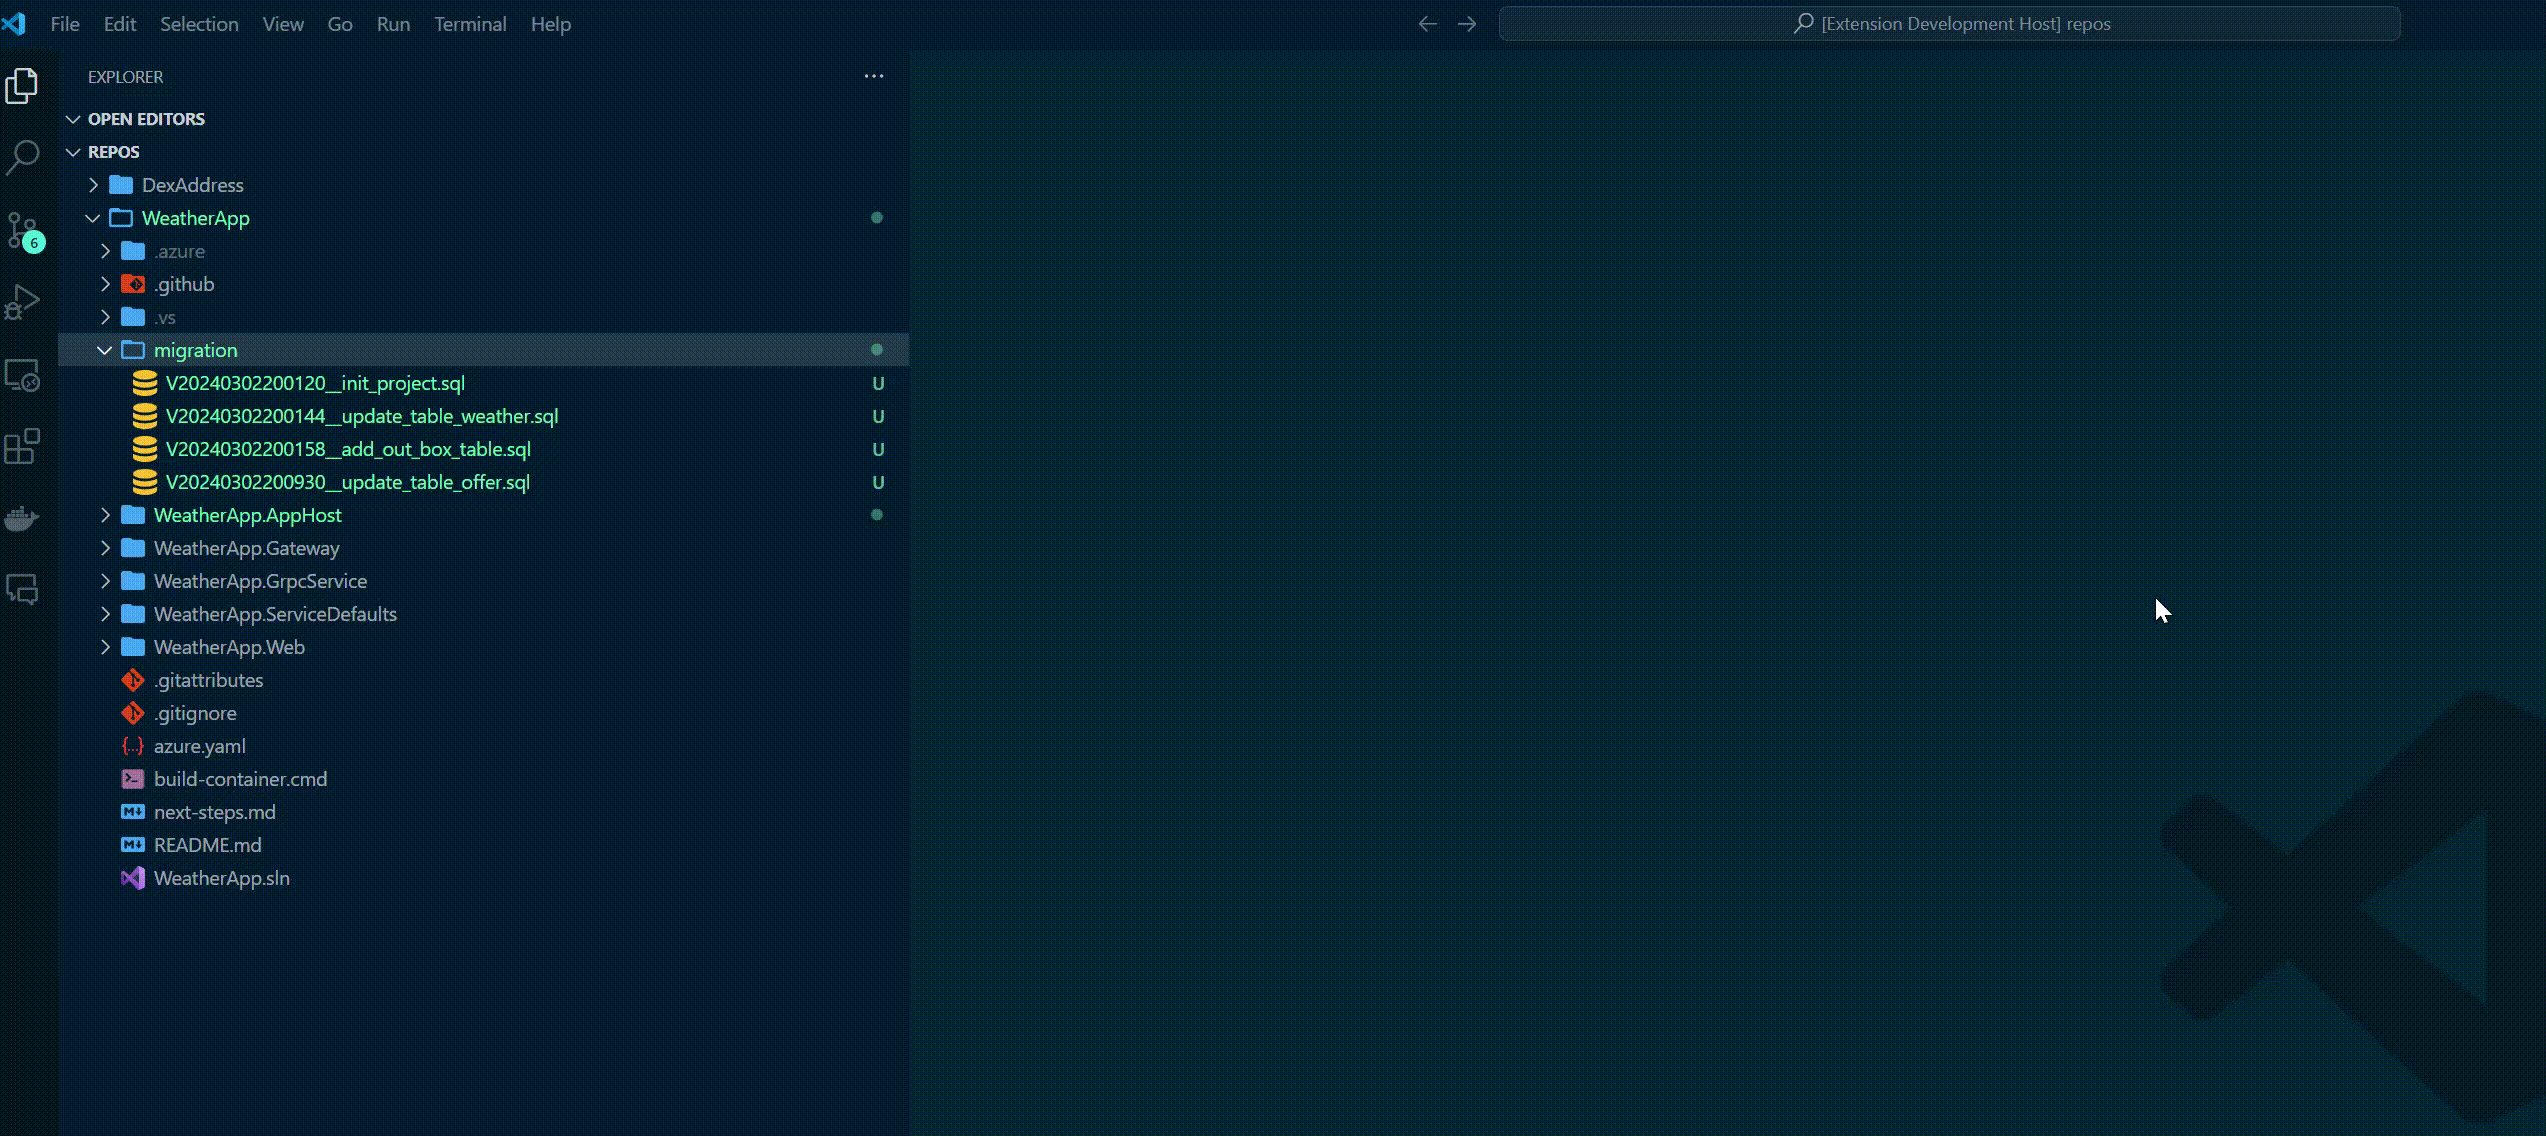 File Edit Selection View Go Run Terminal Help
[Extension Development Host] repos
EXPLORER
OPEN EDITORS
REPOS
DexAddress
WeatherApp
.azure
6
.github
.vs
migration
V20240302200120__init_project.sql U
V20240302200144__update_table_weather.sql U
V20240302200158__add_out_box_table.sql U
V20240302200930__update_table_offer.sql U
WeatherApp.AppHost
WeatherApp.Gateway
WeatherApp.GrpcService
WeatherApp.ServiceDefaults
WeatherApp.Web
.gitattributes
.gitignore
azure.yaml
build-container.cmd
next-steps.md
README.md
WeatherApp.sln